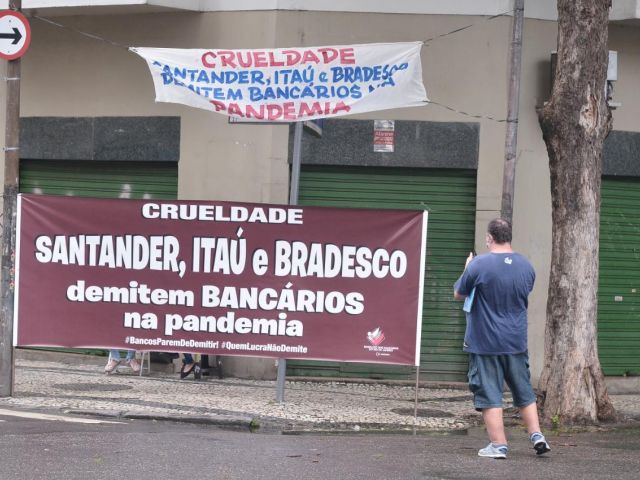 CRUELDADE
SANTANDER, ITAÚ e BRADESCO
DEMITEM BANCÁRIOS NA
PANDEMIA
CRUELDADE
SANTANDER, ITAÚ e BRADESCO
demitem BANCÁRIOS
na pandemia
#BancosParemDeDemitir! #QuemLucraNãoDemite